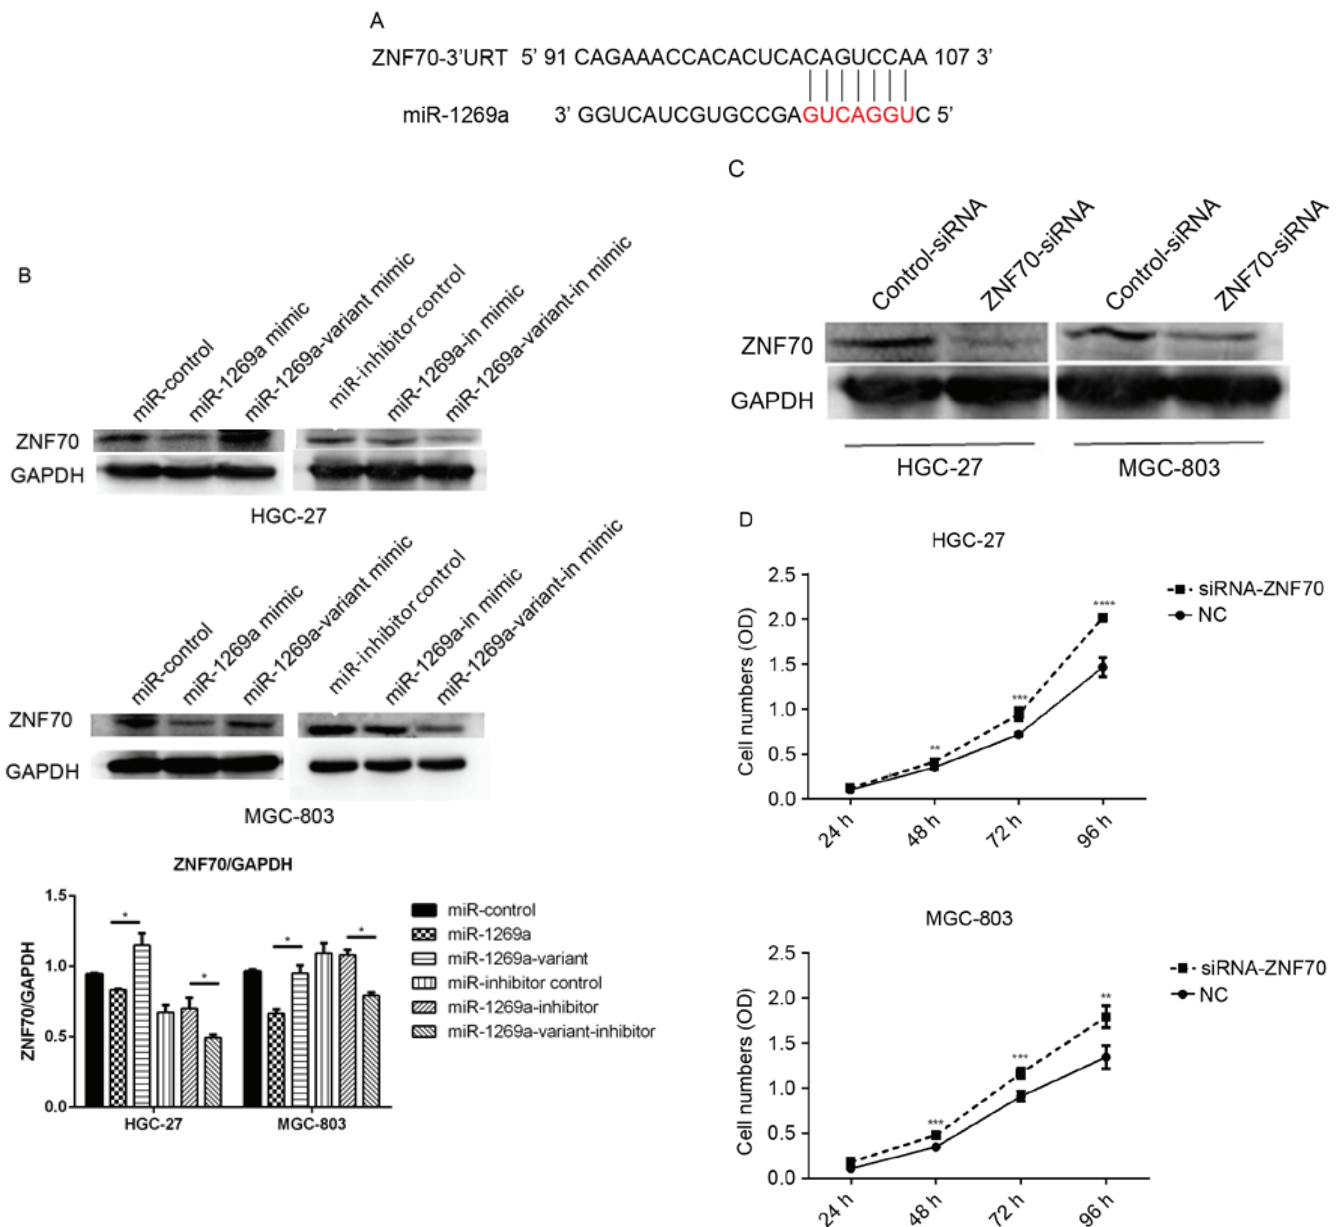 A
ZNF70-3'URT 5' 91 CAGAAACCACACUCACAGUCCAA 107 3'
miR-1269a 3' GGUCAUCGUGCCGAGUCAGGUC 5'
B
miR-control
miR-1269a mimic
miR-1269a-variant mimic
miR-inhibitor control
miR-1269a-in mimic
miR-1269a-variant-in mimic
ZNF70
GAPDH
HGC-27
miR-control
miR-1269a mimic
miR-1269a-variant mimic
miR-inhibitor control
miR-1269a-in mimic
miR-1269a-variant-in mimic
ZNF70
GAPDH
MGC-803
ZNF70/GAPDH
ZNF70/GAPDH
1.5
1.0
0.5
0.0
*
*
*
*
HGC-27
MGC-803
miR-control
miR-1269a
miR-1269a-variant
miR-inhibitor control
miR-1269a-inhibitor
miR-1269a-variant-inhibitor
C
Control-siRNA
ZNF70-siRNA
Control-siRNA
ZNF70-siRNA
ZNF70
GAPDH
HGC-27
MGC-803
D
HGC-27
Cell numbers (OD)
2.5
2.0
1.5
1.0
0.5
0.0
**
***
****
24 h
48 h
72 h
96 h
siRNA-ZNF70
NC
MGC-803
Cell numbers (OD)
2.5
2.0
1.5
1.0
0.5
0.0
***
***
**
24 h
48 h
72 h
96 h
siRNA-ZNF70
NC